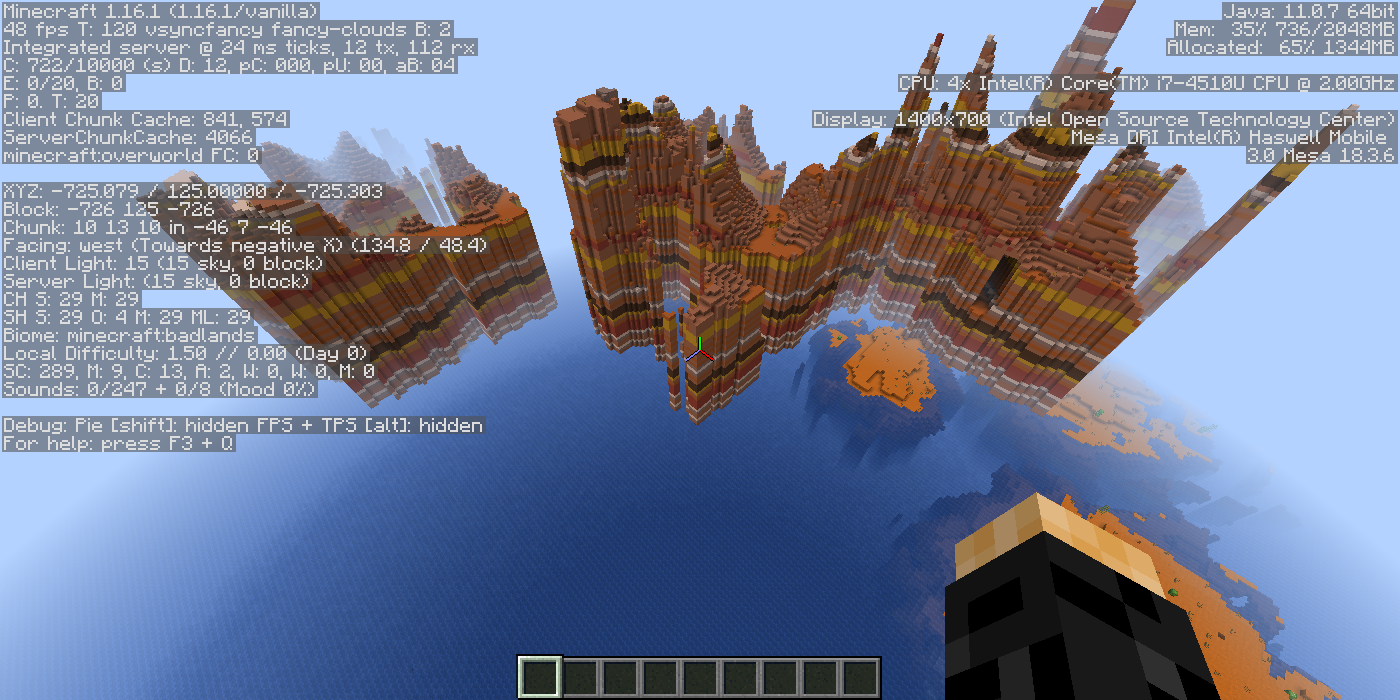 Minecraft 1.16.1 (1.16.1/vanilla)
48 fps T: 120 vsyncfancy fancy-clouds B: 2
Integrated server @ 24 ms ticks, 12 tx, 112 rx
C: 722/10000 (s) D: 12, pC: 000, pU: 00, aB: 04
E: 0/20, B: 0
P: 0. T: 20
Client Chunk Cache: 841, 574
ServerChunkCache: 4066
minecraft:overworld FC: 0
XYZ: -725.079 / 125.00000 / -725.303
Block: -726 125 -726
Chunk: 10 13 10 in -46 7 -46
Facing: west (Towards negative X) (134.8 / 48.4)
Client Light: 15 (15 sky, 0 block)
Server Light: (15 sky, 0 block)
CH S: 29 M: 29
SH S: 29 O: 4 M: 29 ML: 29
Biome: minecraft:badlands
Local Difficulty: 1.50 // 0.00 (Day 0)
SC: 289, M: 9, C: 13, A: 2, W: 0, W: 0, M: 0
Sounds: 0/247 + 0/8 (Mood 0%)
Debug: Pie [shift]: hidden FPS + TPS [alt]: hidden
For help: press F3 + Q
Java: 11.0.7 64bit
Mem: 35% 736/2048MB
Allocated: 65% 1344MB
CPU: 4x Intel(R) Core(TM) i7-4510U CPU @ 2.00GHz
Display: 1400x700 (Intel Open Source Technology Center)
Mesa DRI Intel(R) Haswell Mobile
3.0 Mesa 18.3.6